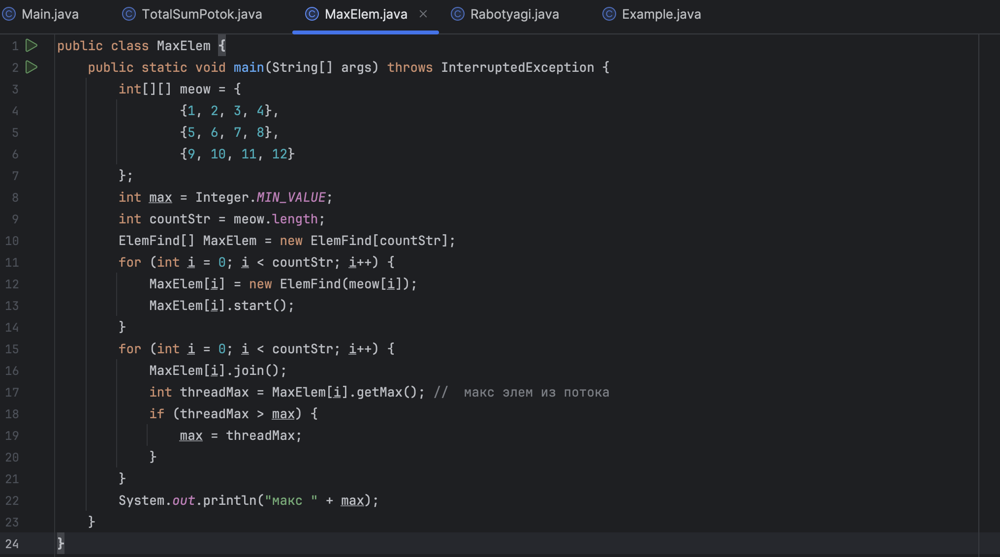 Main.java TotalSumPotok.java MaxElem.java Rabotyagi.java Example.java
1 public class MaxElem {
2 public static void main(String[] args) throws InterruptedException {
3 int[][] meow = {
4 {1, 2, 3, 4},
5 {5, 6, 7, 8},
6 {9, 10, 11, 12}
7 };
8 int max = Integer.MIN_VALUE;
9 int countStr = meow.length;
10 ElemFind[] MaxElem = new ElemFind[countStr];
11 for (int i = 0; i < countStr; i++) {
12 MaxElem[i] = new ElemFind(meow[i]);
13 MaxElem[i].start();
14 }
15 for (int i = 0; i < countStr; i++) {
16 MaxElem[i].join();
17 int threadMax = MaxElem[i].getMax(); //  макс элем из потока
18 if (threadMax > max) {
19 max = threadMax;
20 }
21 }
22 System.out.println("макс " + max);
23 }
24 }